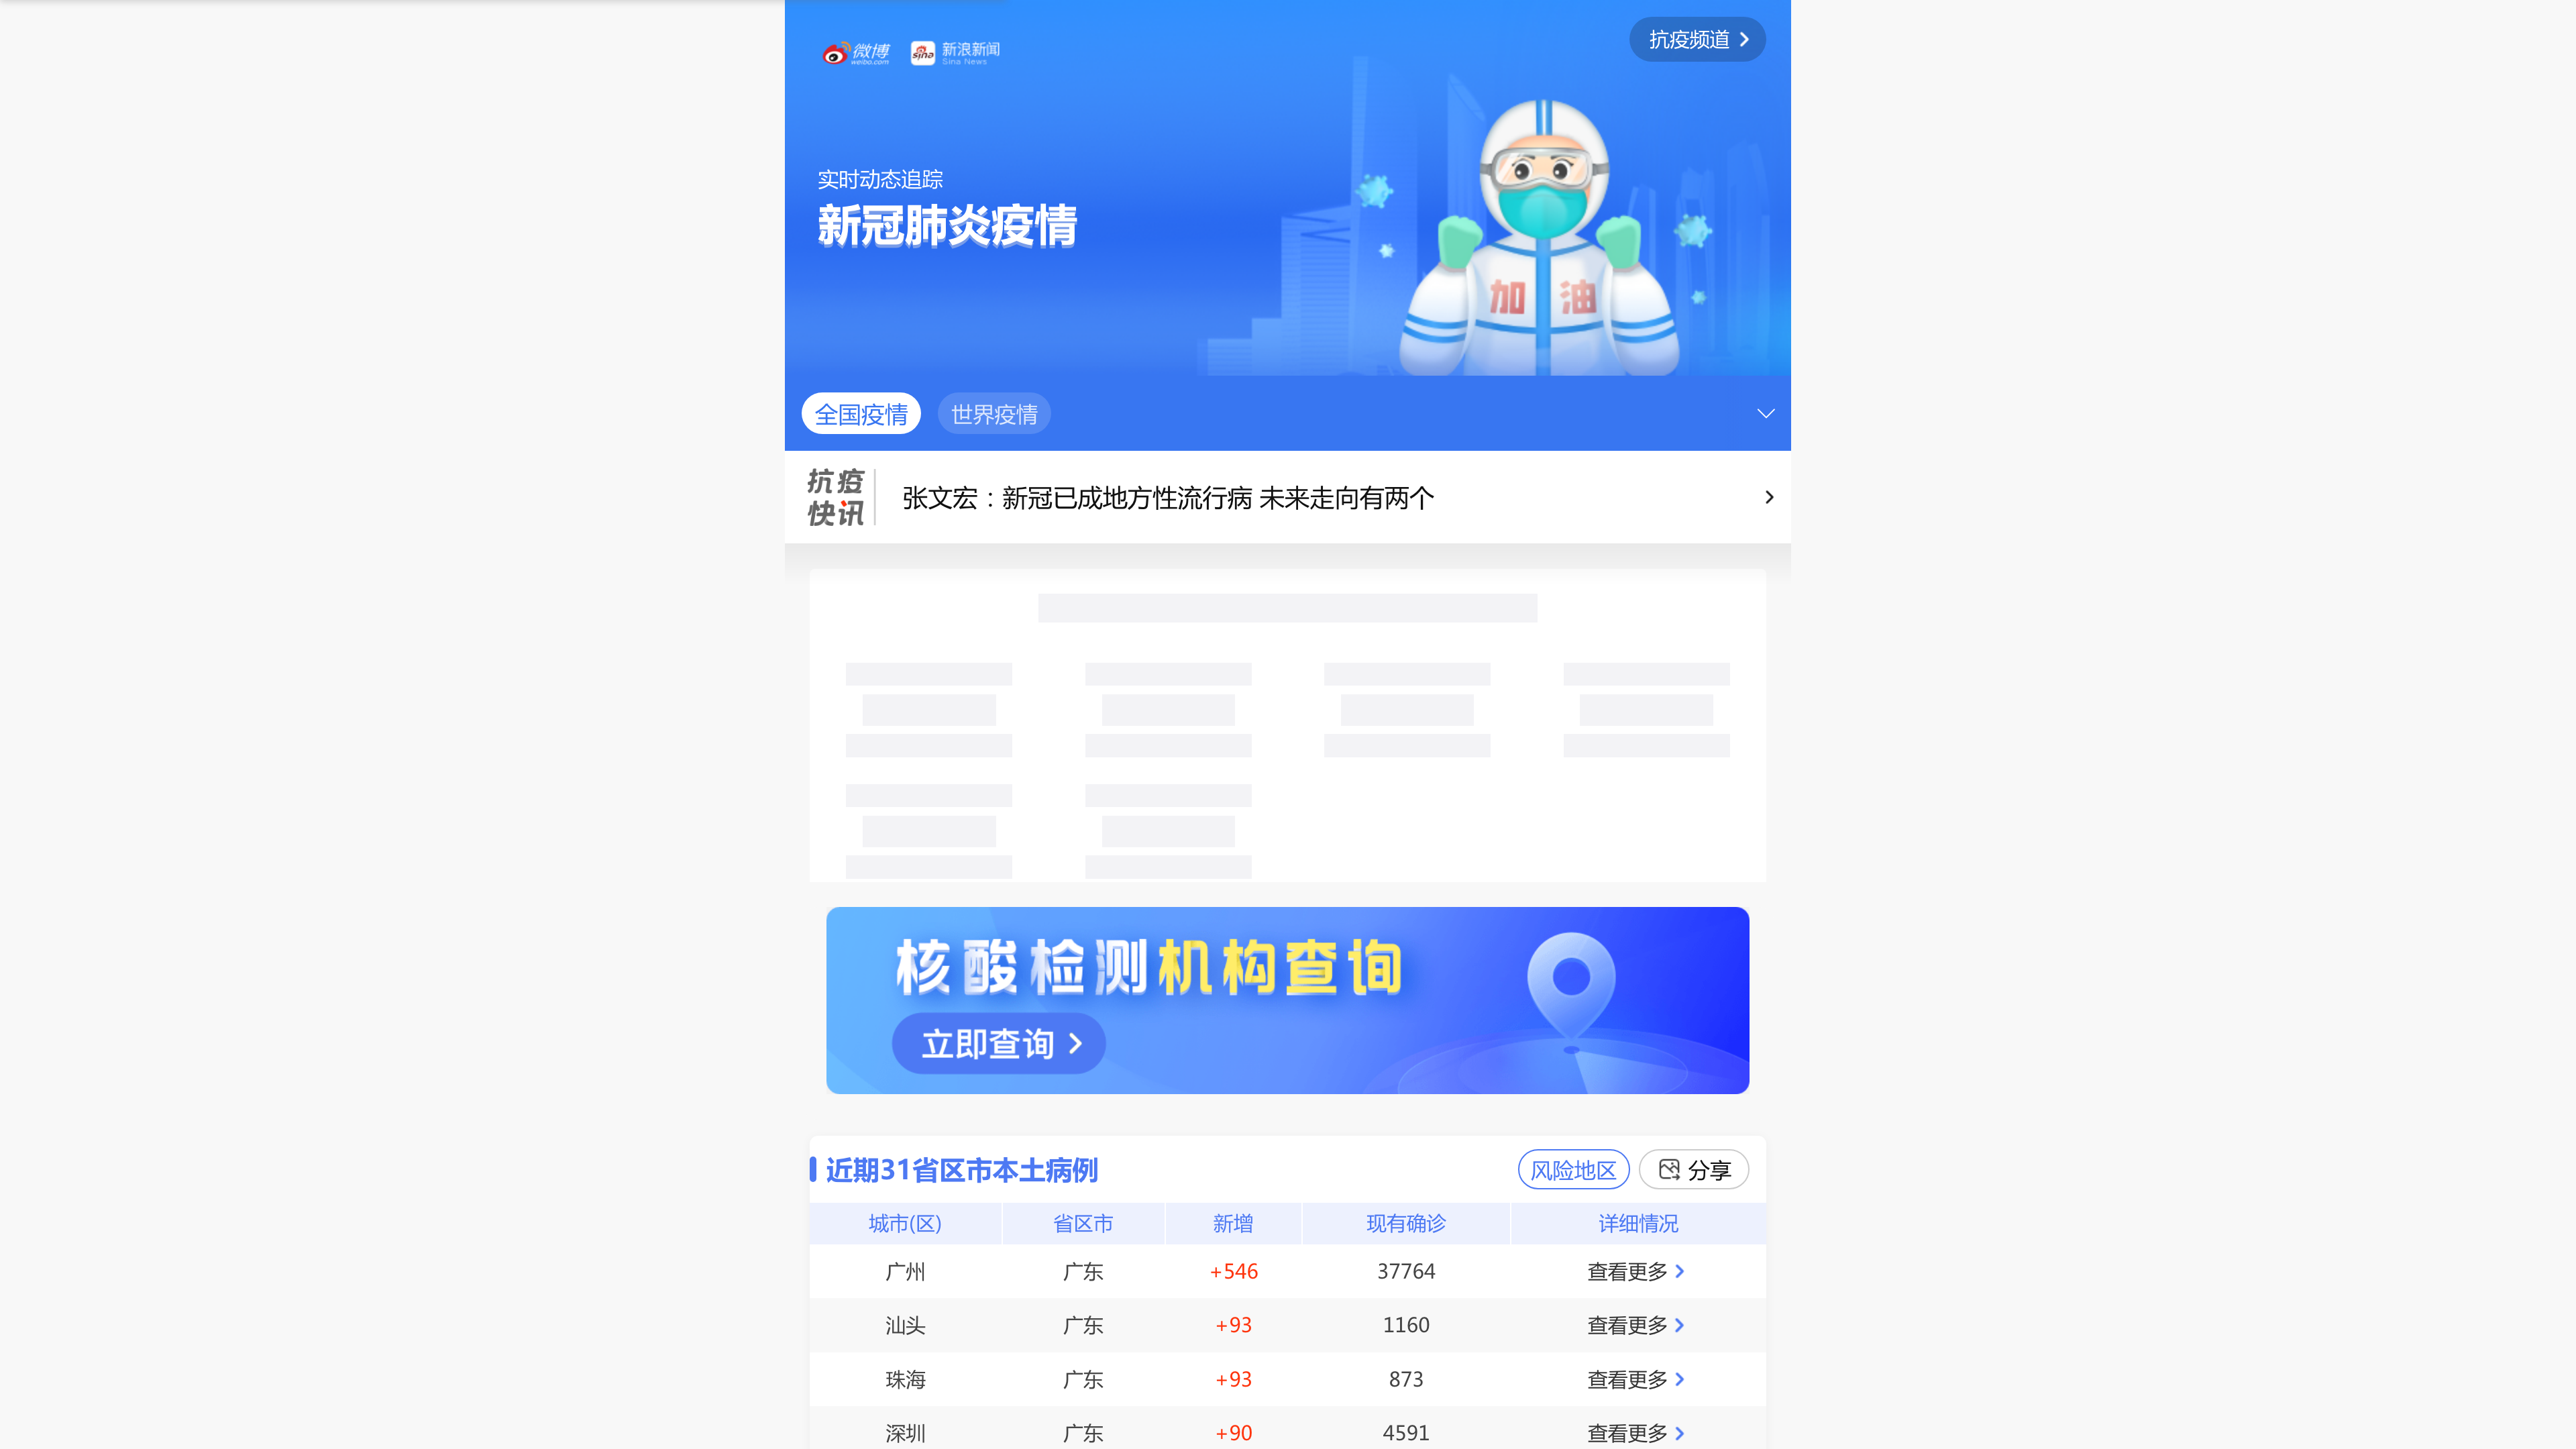 微博
weibo.com
sina
新浪新闻
Sina News
抗疫频道
实时动态追踪
新冠肺炎疫情
加 油
全国疫情
世界疫情
抗疫
快讯
张文宏：新冠已成地方性流行病 未来走向有两个
核酸检测机构查询
立即查询
近期31省区市本土病例
风险地区
分享
城市(区) 省区市 新增 现有确诊 详细情况
广州 广东 +546 37764 查看更多
汕头 广东 +93 1160 查看更多
珠海 广东 +93 873 查看更多
深圳 广东 +90 4591 查看更多